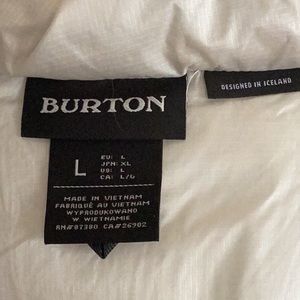 BURTON
DESIGNED IN ICELAND
L
EU: L
JPN: XL
US: L
CA: L/G
MADE IN VIETNAM
FABRIQUÉ AU VIETNAM
WYPRODUKOWANO
W WIETNAMIE
RN#87380 CA#26902